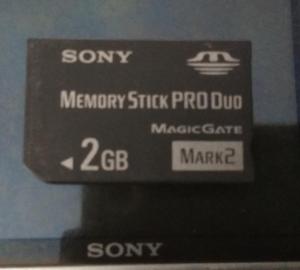 SONY
MEMORY STICK PRO DUO
MAGICGATE
2GB
MARK2
SONY